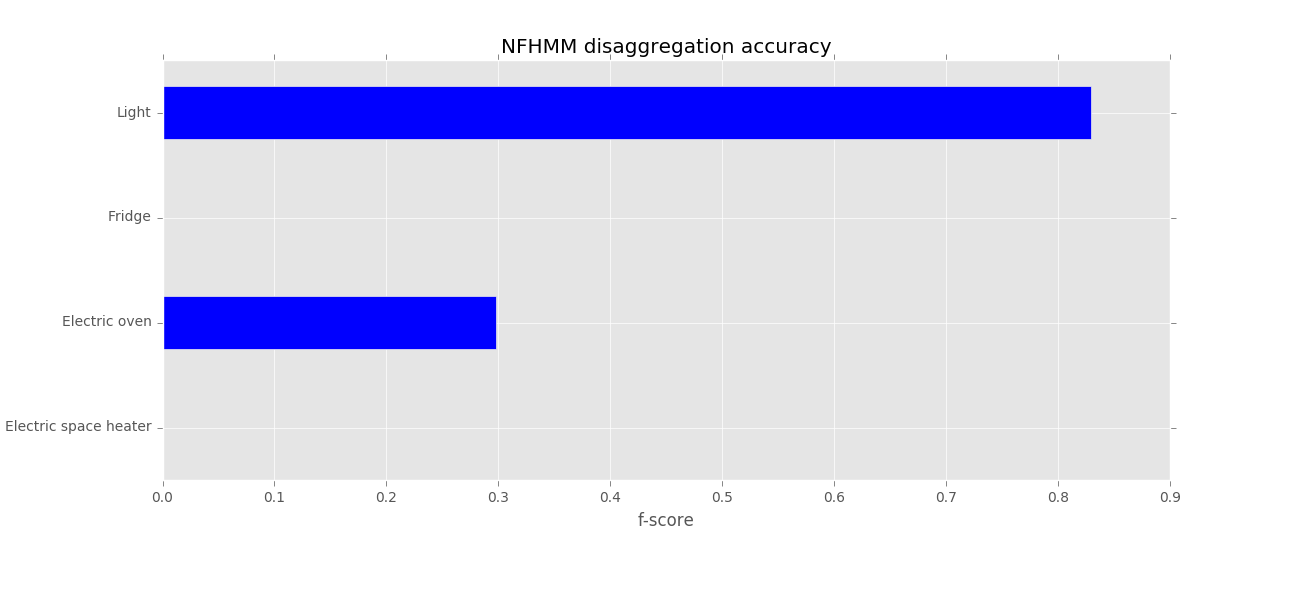 NFHMM disaggregation accuracy
Light
Fridge
Electric oven
Electric space heater
0.0 0.1 0.2 0.3 0.4 0.5 0.6 0.7 0.8 0.9
f-score